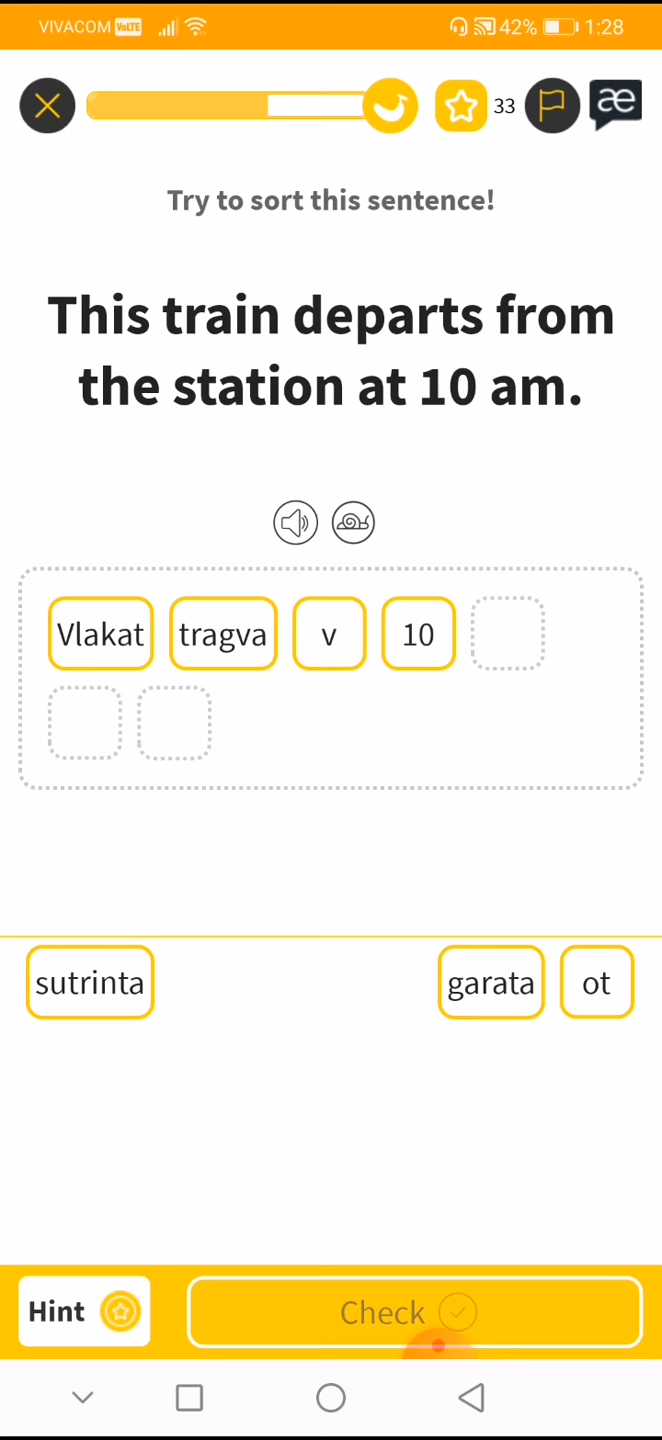 VIVACOM VoLTE 42% 1:28
33 æ
Try to sort this sentence!
This train departs from
the station at 10 am.
Vlakat tragva v 10
sutrinta garata ot
Hint Check